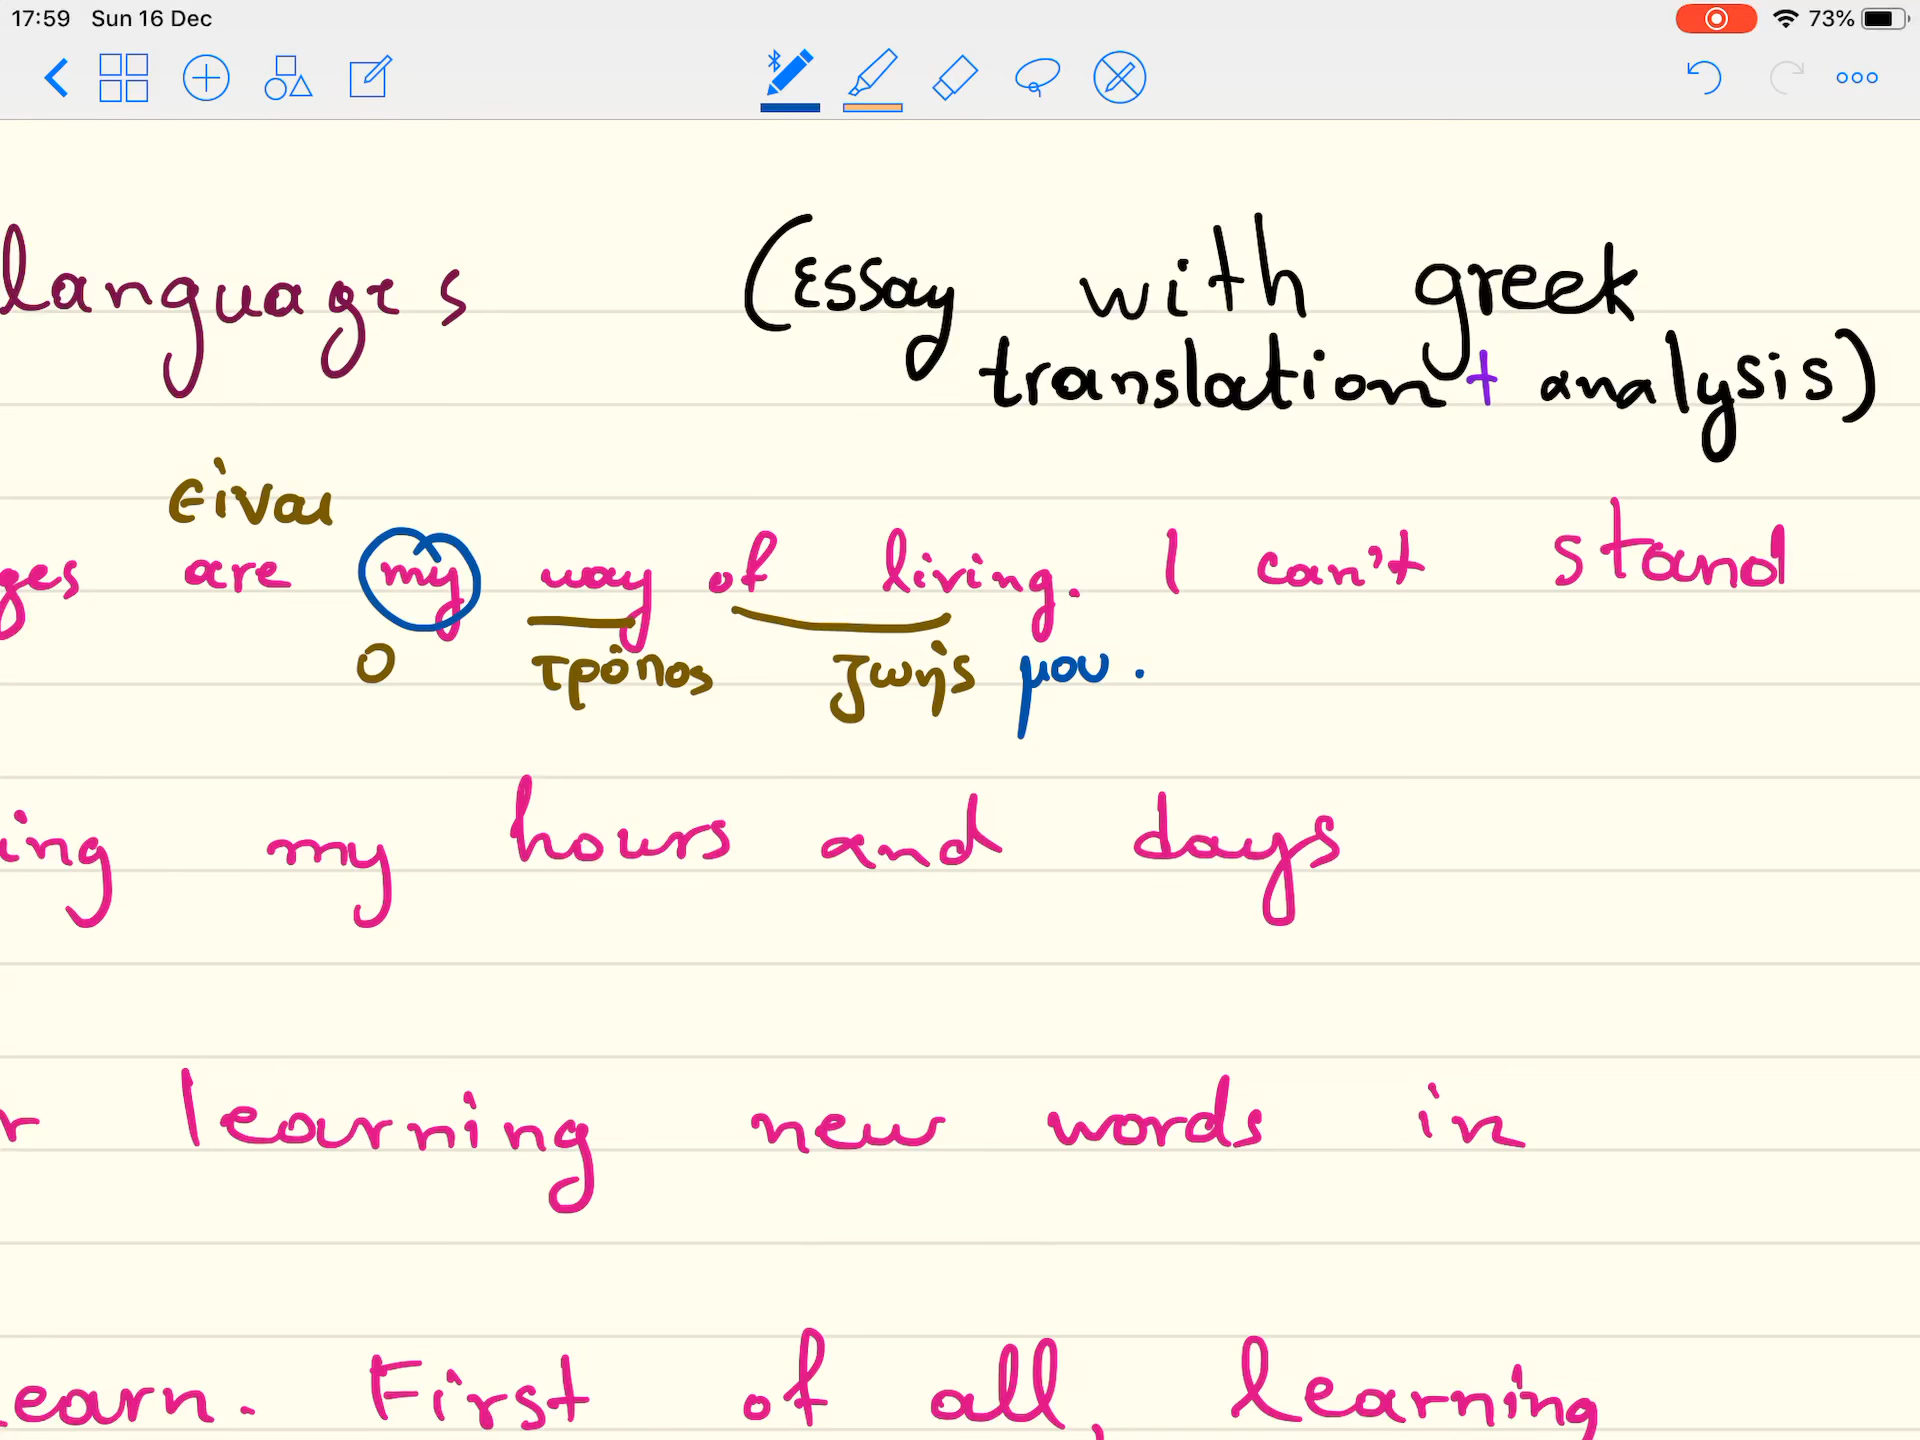 17:59 Sun 16 Dec 73%
languages (Essay with greek
translation + analysis)
είναι
ges are my way of living. I can't stand
ο τρόπος ζωής μου.
ing my hours and days
r learning new words in
earn. First of all, learning